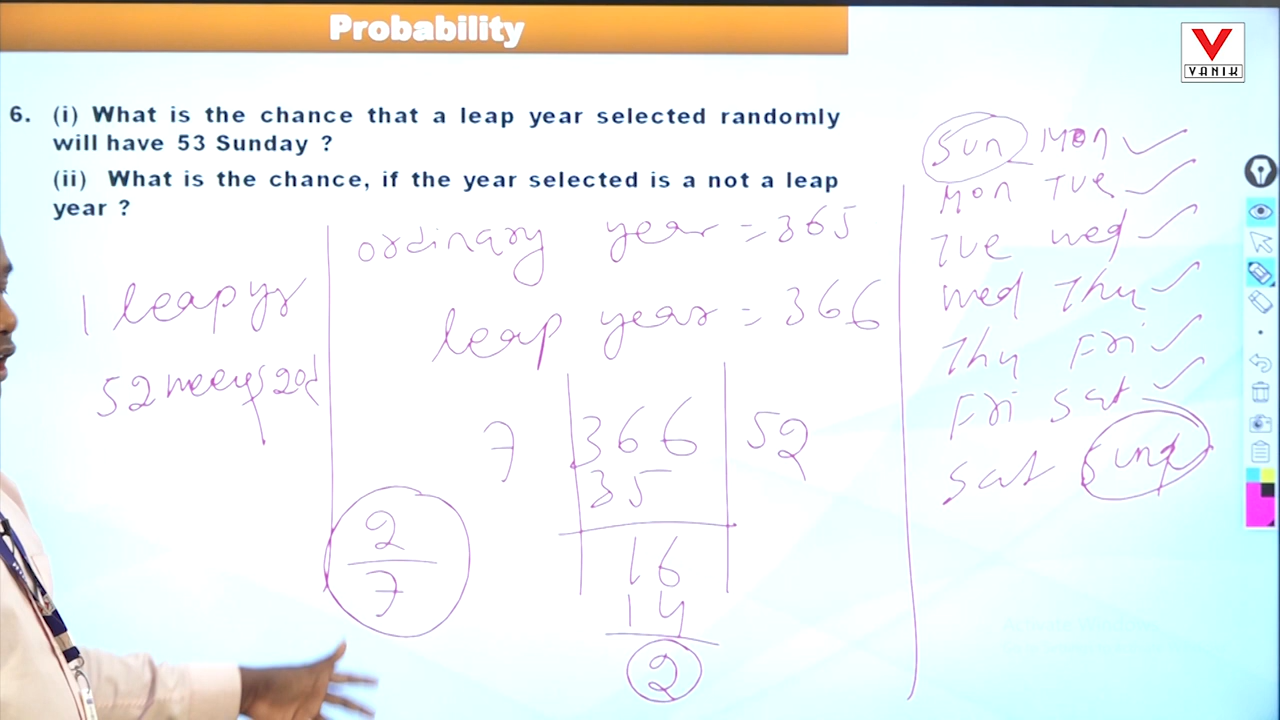 Probability
VANIK
6. (i) What is the chance that a leap year selected randomly
will have 53 Sunday ?
(ii) What is the chance, if the year selected is a not a leap
year ?
ordinary year = 365
leap year = 366
1 leap yr
52 weeks
7 366 52
35
16
14
2
2
7
Sun Mon
Mon Tue
Tue Wed
Wed Thu
Thu Fri
Fri Sat
Sat